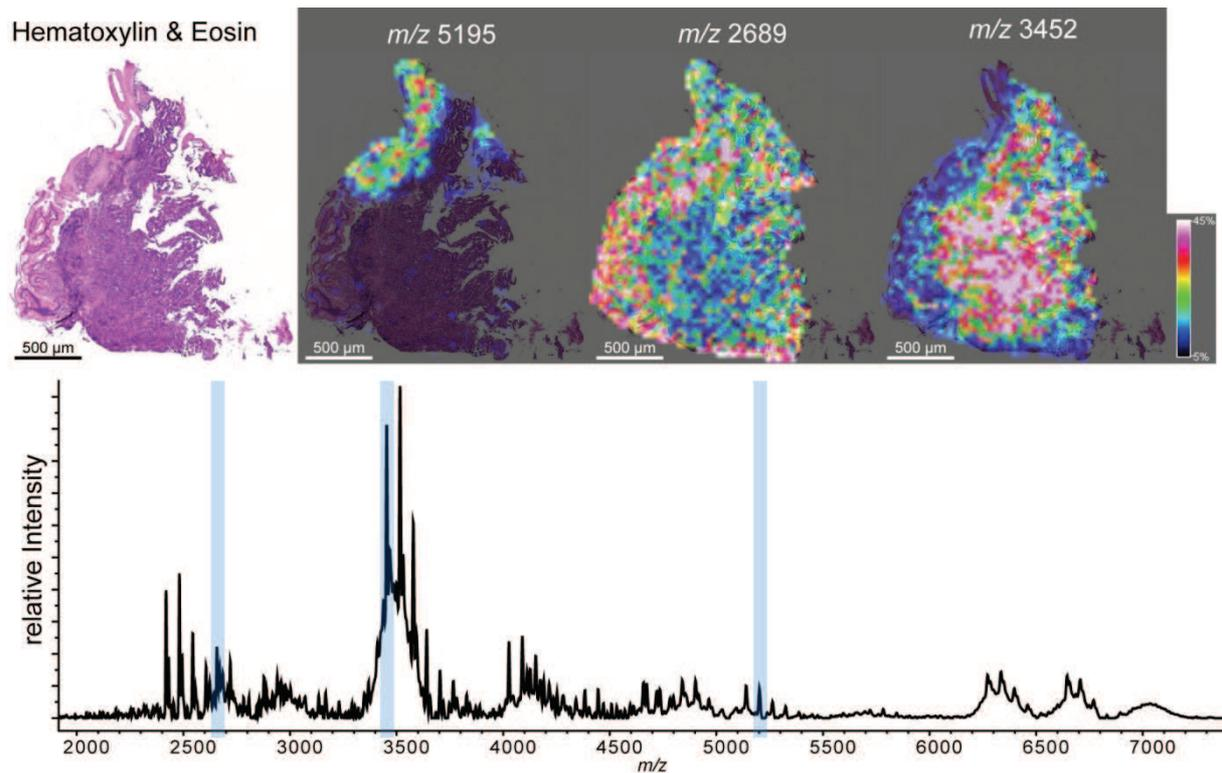 Hematoxylin & Eosin
m/z 5195
m/z 2689
m/z 3452
45%
5%
500 µm
500 µm
500 µm
500 µm
relative Intensity
2000 2500 3000 3500 4000 4500 5000 5500 6000 6500 7000
m/z